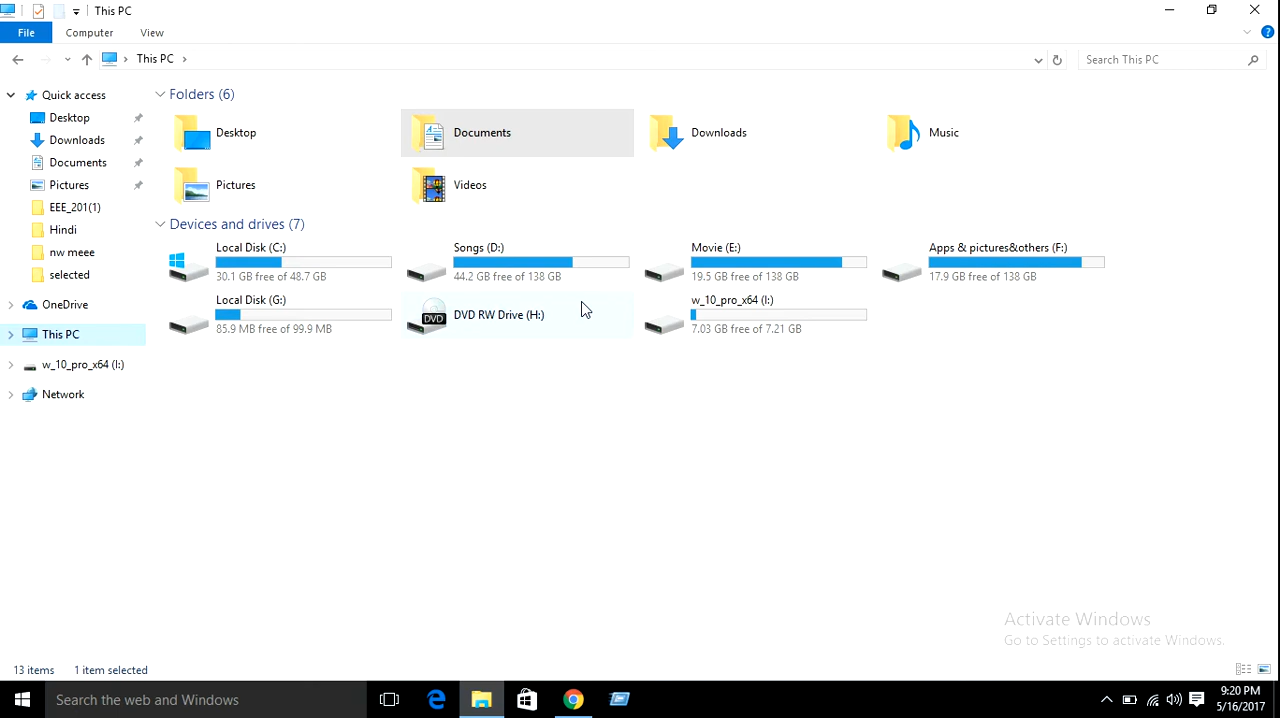 This PC
File Computer View
This PC
Search This PC
Quick access
Desktop
Downloads
Documents
Pictures
EEE_201(1)
Hindi
nw meee
selected
OneDrive
This PC
w_10_pro_x64 (I:)
Network
Folders (6)
Desktop
Documents
Downloads
Music
Pictures
Videos
Devices and drives (7)
Local Disk (C:)
30.1 GB free of 48.7 GB
Songs (D:)
44.2 GB free of 138 GB
Movie (E:)
19.5 GB free of 138 GB
Apps & pictures&others (F:)
17.9 GB free of 138 GB
Local Disk (G:)
85.9 MB free of 99.9 MB
DVD
DVD RW Drive (H:)
w_10_pro_x64 (I:)
7.03 GB free of 7.21 GB
Activate Windows
Go to Settings to activate Windows.
13 items 1 item selected
Search the web and Windows
9:20 PM
5/16/2017